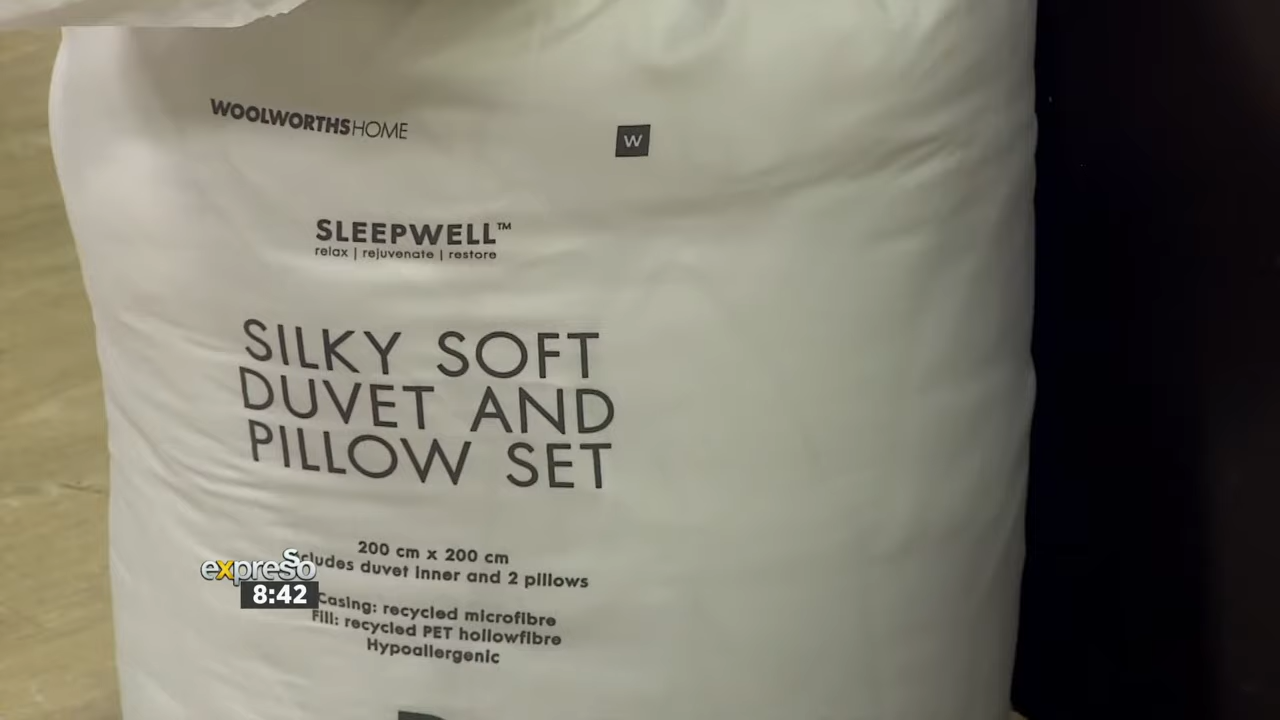 WOOLWORTHSHOME
W
SLEEPWELL™
relax | rejuvenate | restore
SILKY SOFT
DUVET AND
PILLOW SET
200 cm x 200 cm
duvet inner and 2 pillows
Casing: recycled microfibre
Fill: recycled PET hollowfibre
Hypoallergenic
expresso
8:42